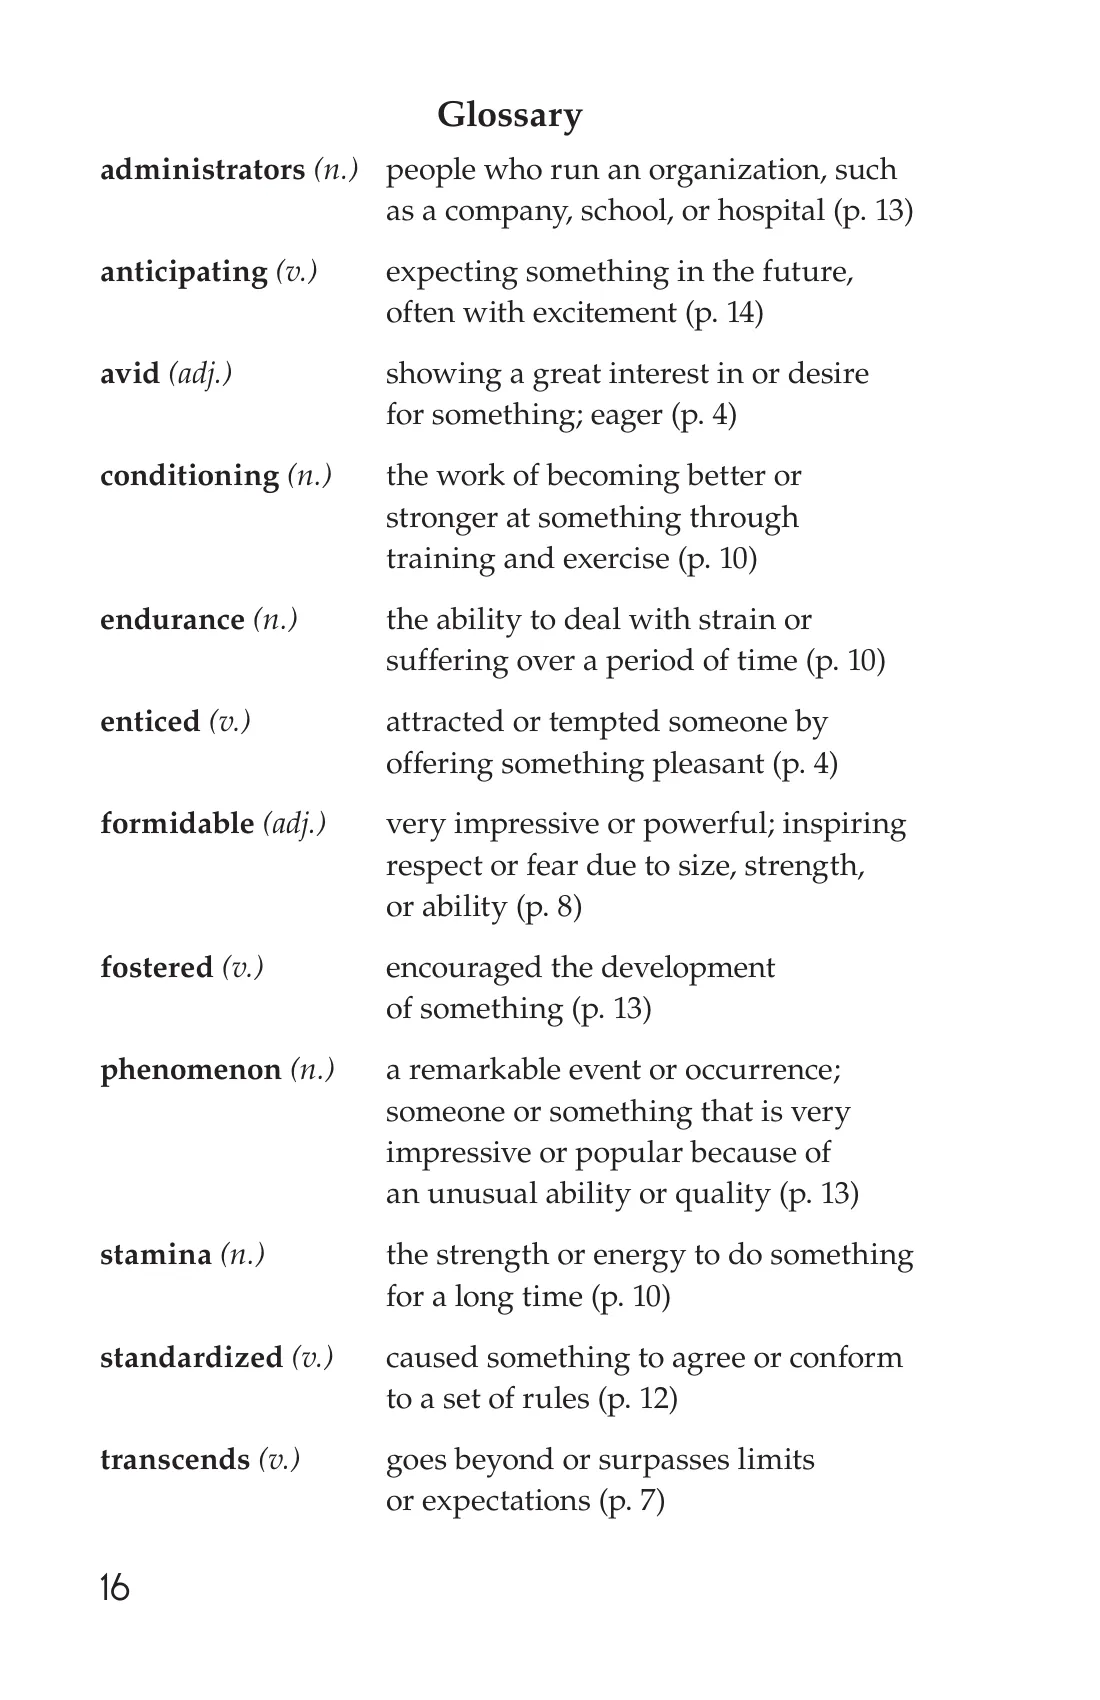 Glossary
administrators (n.) people who run an organization, such
as a company, school, or hospital (p. 13)
anticipating (v.) expecting something in the future,
often with excitement (p. 14)
avid (adj.) showing a great interest in or desire
for something; eager (p. 4)
conditioning (n.) the work of becoming better or
stronger at something through
training and exercise (p. 10)
endurance (n.) the ability to deal with strain or
suffering over a period of time (p. 10)
enticed (v.) attracted or tempted someone by
offering something pleasant (p. 4)
formidable (adj.) very impressive or powerful; inspiring
respect or fear due to size, strength,
or ability (p. 8)
fostered (v.) encouraged the development
of something (p. 13)
phenomenon (n.) a remarkable event or occurrence;
someone or something that is very
impressive or popular because of
an unusual ability or quality (p. 13)
stamina (n.) the strength or energy to do something
for a long time (p. 10)
standardized (v.) caused something to agree or conform
to a set of rules (p. 12)
transcends (v.) goes beyond or surpasses limits
or expectations (p. 7)
16